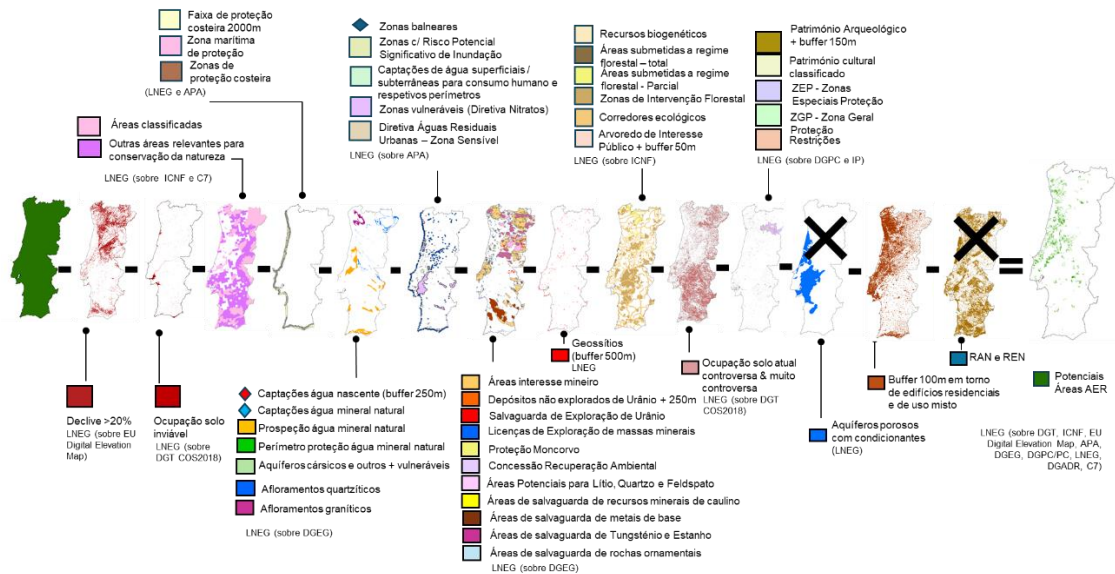 Faixa de proteção
costeira 2000m
Zona marítima
de proteção
Zonas de
proteção costeira
(LNEG e APA)
Áreas classificadas
Outras áreas relevantes para
conservação da natureza
LNEG (sobre ICNF e C7)
Zonas balneares
Zonas c/ Risco Potencial
Significativo de Inundação
Captações de água superficiais /
subterrâneas para consumo humano e
respetivos perímetros
Zonas vulneráveis (Diretiva Nitratos)
Diretiva Águas Residuais
Urbanas – Zona Sensível
LNEG (sobre APA)
Recursos biogenéticos
Áreas submetidas a regime
florestal – total
Áreas submetidas a regime
florestal - Parcial
Zonas de Intervenção Florestal
Corredores ecológicos
Arvoredo de Interesse
Público + buffer 50m
LNEG (sobre ICNF)
Património Arqueológico
+ buffer 150m
Património cultural
classificado
ZEP - Zonas
Especiais Proteção
ZGP - Zona Geral
Proteção
Restrições
LNEG (sobre DGPC e IP)
Declive >20%
LNEG (sobre EU
Digital Elevation
Map)
Ocupação solo
inviável
LNEG (sobre
DGT COS2018)
Captações água nascente (buffer 250m)
Captações água mineral natural
Prospeção água mineral natural
Perímetro proteção água mineral natural
Aquíferos cársicos e outros + vulneráveis
Afloramentos quartzíticos
Afloramentos graníticos
LNEG (sobre DGEG)
Áreas interesse mineiro
Depósitos não explorados de Urânio + 250m
Salvaguarda de Exploração de Urânio
Licenças de Exploração de massas minerais
Proteção Moncorvo
Concessão Recuperação Ambiental
Áreas Potenciais para Lítio, Quartzo e Feldspato
Áreas de salvaguarda de recursos minerais de caulino
Áreas de salvaguarda de metais de base
Áreas de salvaguarda de Tungsténio e Estanho
Áreas de salvaguarda de rochas ornamentais
LNEG (sobre DGEG)
Geossítios
(buffer 500m)
LNEG
Ocupação solo atual
controversa & muito
controversa
LNEG (sobre DGT
COS2018)
Aquíferos porosos
com condicionantes
(LNEG)
Buffer 100m em torno
de edifícios residenciais
e de uso misto
RAN e REN
Potenciais
Áreas AER
LNEG (sobre DGT, ICNF, EU
Digital Elevation Map, APA,
DGEG, DGPC/PC, LNEG,
DGADR, C7)